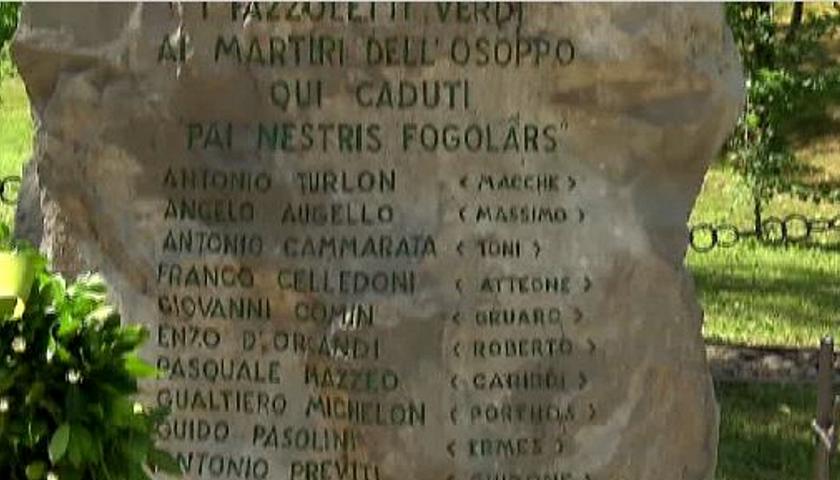 I FAZZOLETTI VERDI
AI MARTIRI DELL'OSOPPO
QUI CADUTI
"PAI NESTRIS FOGOLÂRS"
ANTONIO TURLON < MACCHE >
ANGELO AUGELLO < MASSIMO >
ANTONIO CAMMARATA < TONI >
FRANCO CELLEDONI < ATTEONE >
GIOVANNI COMIN < GRUARO >
ENZO D'ORLANDI < ROBERTO >
PASQUALE MAZZEO < CARIDDI >
GUALTIERO MICHELON < PORTHOS >
GUIDO PASOLINI < ERMES >
ANTONIO PREVITI